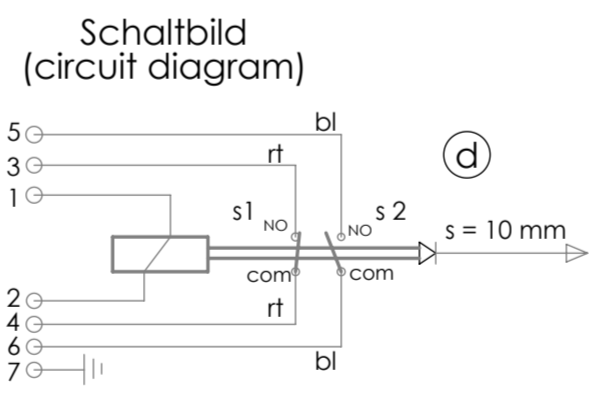 Schaltbild
(circuit diagram)
bl
5
rt
d
3
1
s1
NO
s 2
NO
s = 10 mm
com
com
2
rt
4
6
bl
7